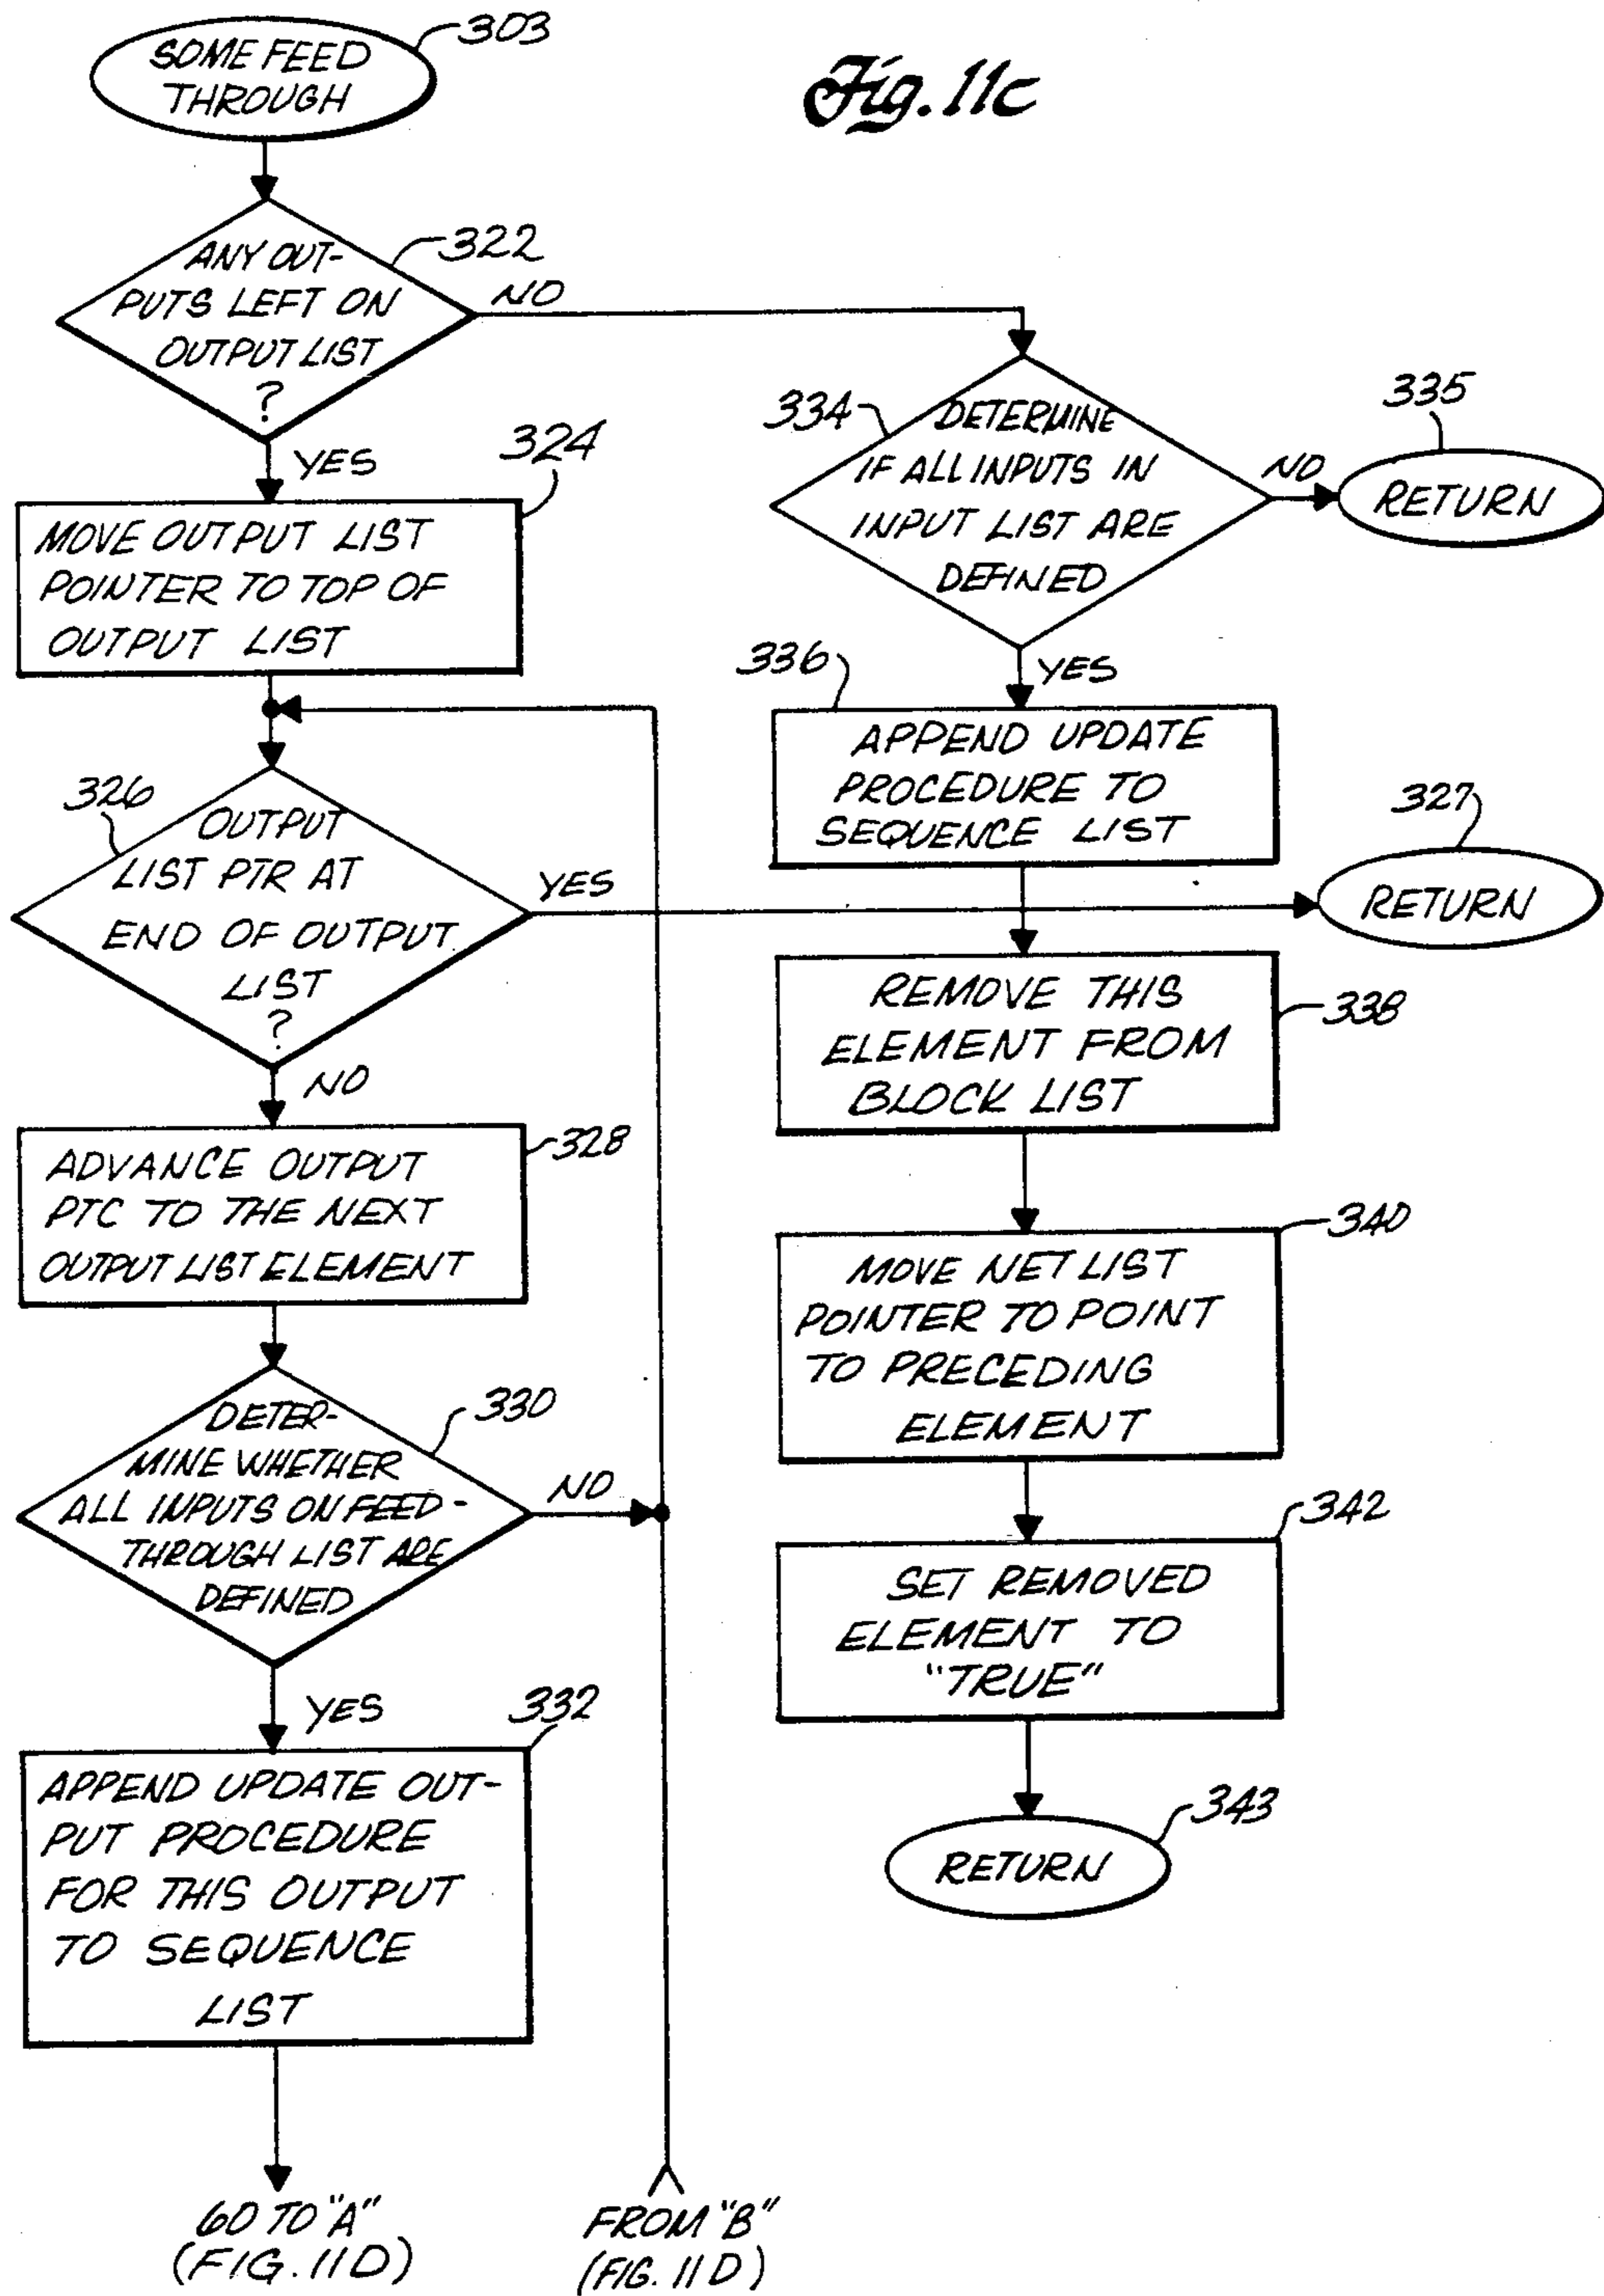 Fig. 11c
SOME FEED
THROUGH
303
ANY OUT-
PUTS LEFT ON
OUTPUT LIST
?
322
NO
YES
324
MOVE OUTPUT LIST
POINTER TO TOP OF
OUTPUT LIST
326
OUTPUT
LIST PTR AT
END OF OUTPUT
LIST
?
YES
327
RETURN
NO
328
ADVANCE OUTPUT
PTC TO THE NEXT
OUTPUT LIST ELEMENT
330
DETER-
MINE WHETHER
ALL INPUTS ON FEED-
THROUGH LIST ARE
DEFINED
NO
YES
332
APPEND UPDATE OUT-
PUT PROCEDURE
FOR THIS OUTPUT
TO SEQUENCE
LIST
GO TO "A"
(FIG. 11D)
FROM "B"
(FIG. 11D)
334
DETERMINE
IF ALL INPUTS IN
INPUT LIST ARE
DEFINED
NO
335
RETURN
YES
336
APPEND UPDATE
PROCEDURE TO
SEQUENCE LIST
338
REMOVE THIS
ELEMENT FROM
BLOCK LIST
340
MOVE NET LIST
POINTER TO POINT
TO PRECEDING
ELEMENT
342
SET REMOVED
ELEMENT TO
"TRUE"
343
RETURN